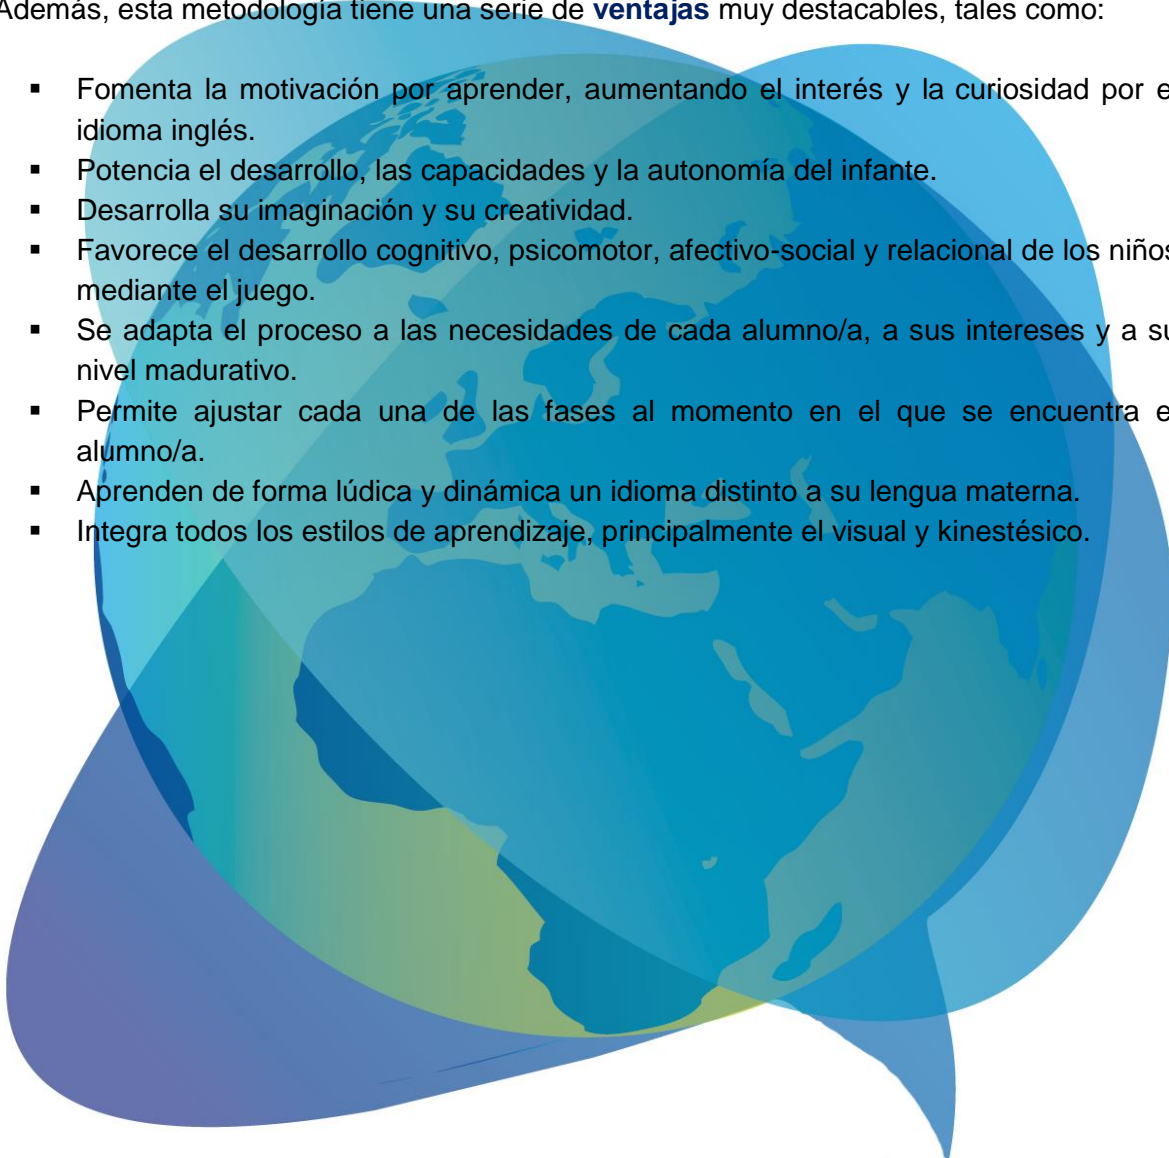 Además, esta metodología tiene una serie de ventajas muy destacables, tales como:
▪ Fomenta la motivación por aprender, aumentando el interés y la curiosidad por e
idioma inglés.
▪ Potencia el desarrollo, las capacidades y la autonomía del infante.
▪ Desarrolla su imaginación y su creatividad.
▪ Favorece el desarrollo cognitivo, psicomotor, afectivo-social y relacional de los niños
mediante el juego.
▪ Se adapta el proceso a las necesidades de cada alumno/a, a sus intereses y a su
nivel madurativo.
▪ Permite ajustar cada una de las fases al momento en el que se encuentra e
alumno/a.
▪ Aprenden de forma lúdica y dinámica un idioma distinto a su lengua materna.
▪ Integra todos los estilos de aprendizaje, principalmente el visual y kinestésico.